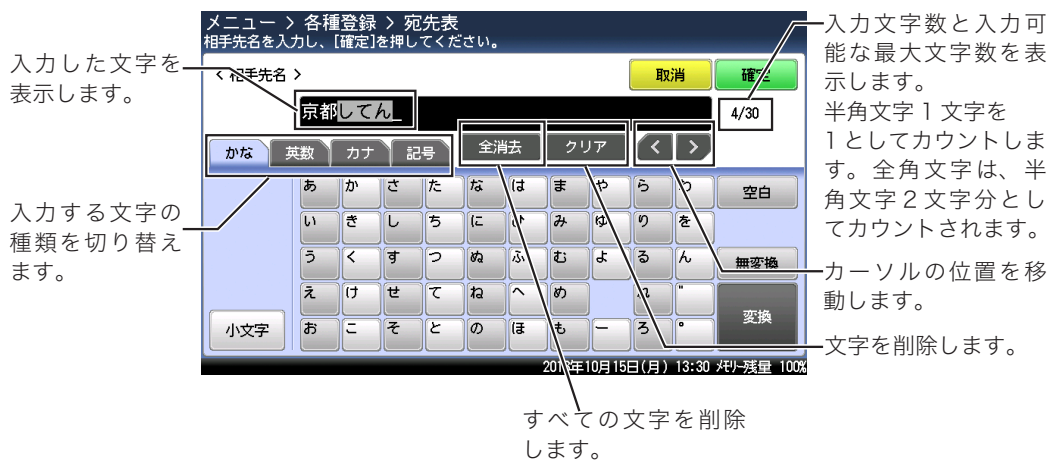 メニュー > 各種登録 > 宛先表
相手先名を入力し、[確定]を押してください。
< 相手先名 >
取消
確定
京都してん_
4/30
かな
英数
カナ
記号
全消去
クリア
<
>
あ か さ た な は ま や ら わ
空白
い き し ち に ひ み ゆ り を
う く す つ ぬ ふ む よ る ん
無変換
え け せ て ね へ め れ ゛
変換
小文字
お こ そ と の ほ も ー ろ ゜
10月15日(月) 13:30 ﾒﾓﾘｰ残量 100%
入力した文字を
表示します。
入力する文字の
種類を切り替え
ます。
入力文字数と入力可
能な最大文字数を表
示します。
半角文字 1 文字を
1としてカウントしま
す。全角文字は、半
角文字2文字分とし
てカウントされます。
カーソルの位置を移
動します。
文字を削除します。
すべての文字を削除
します。